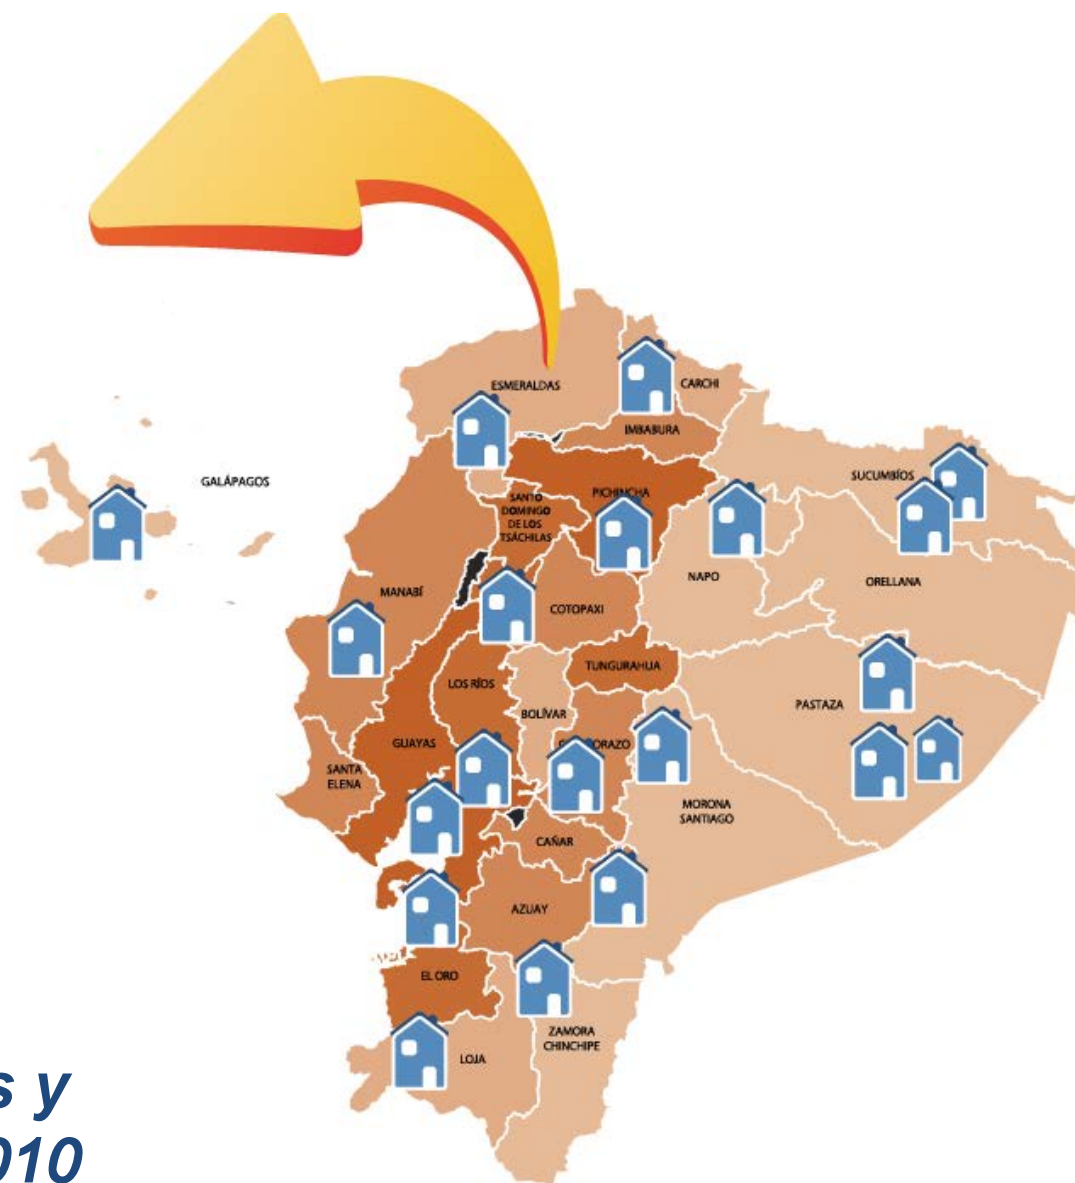 ESMERALDAS
CARCHI
IMBABURA
GALÁPAGOS
SUCUMBÍOS
PICHINCHA
SANTO
DOMINGO
DE LOS
TSÁCHILAS
NAPO
ORELLANA
MANABÍ
COTOPAXI
TUNGURAHUA
LOS RÍOS
BOLÍVAR
PASTAZA
GUAYAS
ORAZO
SANTA
ELENA
MORONA
SANTIAGO
CAÑAR
AZUAY
EL ORO
ZAMORA
CHINCHIPE
LOJA
s y
010